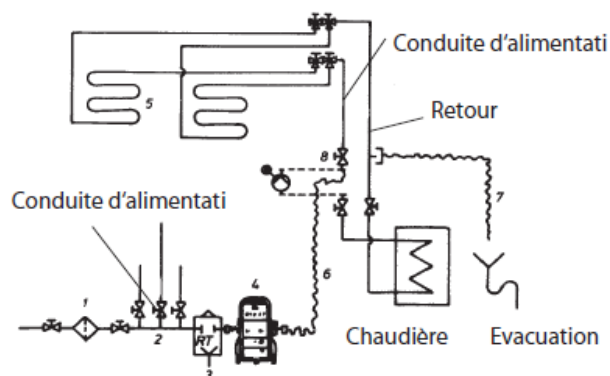 Conduite d'alimentati
Retour
5
8
Conduite d'alimentati
7
4
6
1
RT
2
3
Chaudière
Evacuation